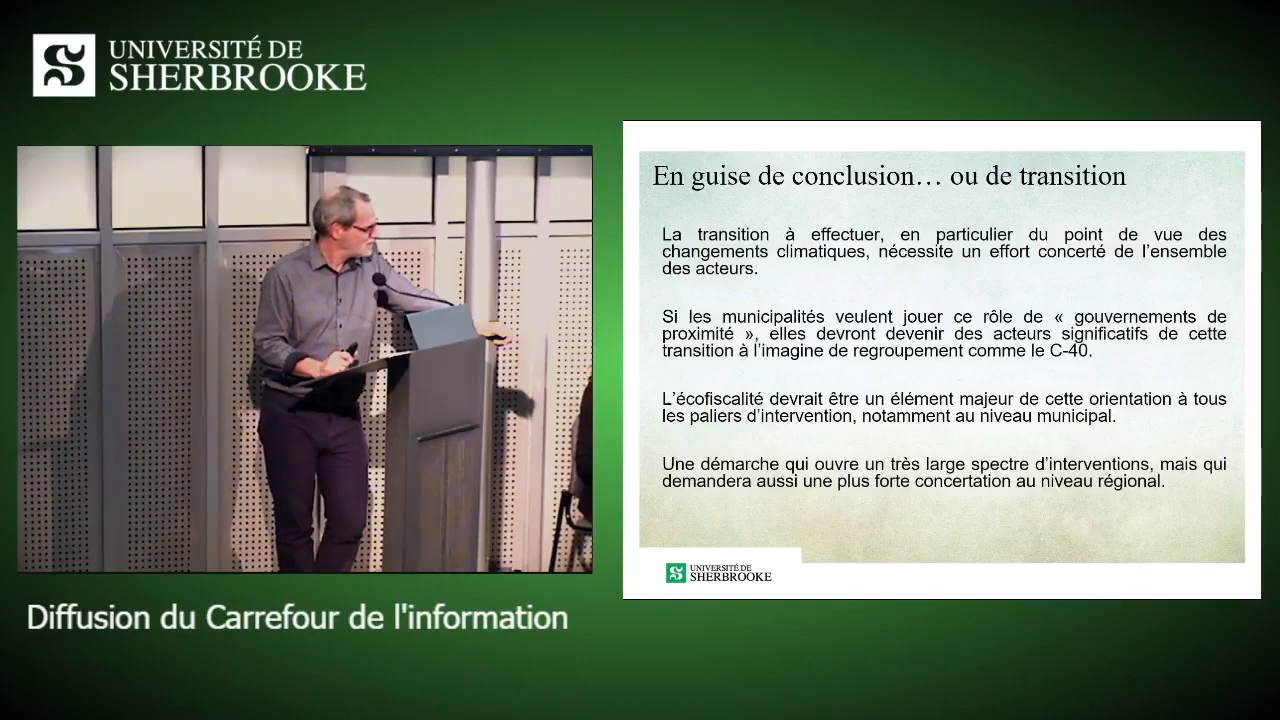 UNIVERSITÉ DE
SHERBROOKE
En guise de conclusion… ou de transition
La transition à effectuer, en particulier du point de vue des
changements climatiques, nécessite un effort concerté de l’ensemble
des acteurs.
Si les municipalités veulent jouer ce rôle de « gouvernements de
proximité », elles devront devenir des acteurs significatifs de cette
transition à l’imagine de regroupement comme le C-40.
L’écofiscalité devrait être un élément majeur de cette orientation à tous
les paliers d’intervention, notamment au niveau municipal.
Une démarche qui ouvre un très large spectre d’interventions, mais qui
demandera aussi une plus forte concertation au niveau régional.
UNIVERSITÉ DE
SHERBROOKE
Diffusion du Carrefour de l'information